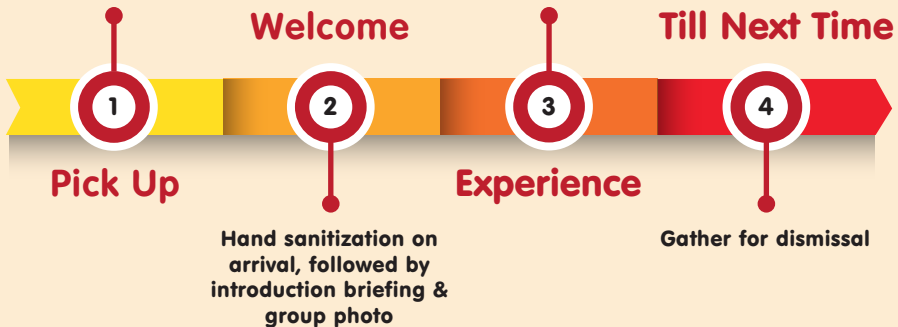 1
Pick Up
Welcome
2
Hand sanitization on
arrival, followed by
introduction briefing &
group photo
3
Experience
Till Next Time
4
Gather for dismissal